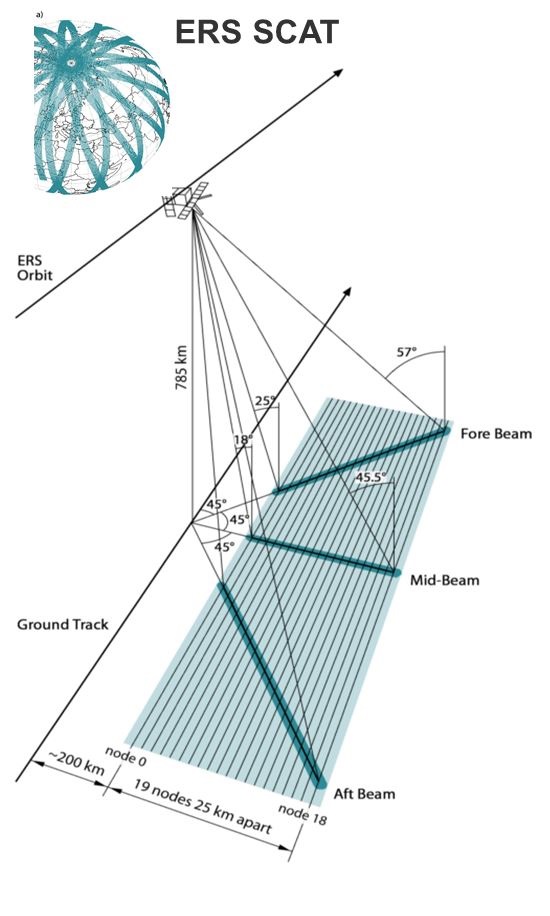 a)
ERS SCAT
ERS
Orbit
785 km
57°
25°
18°
Fore Beam
45.5°
45°
45°
45°
Mid-Beam
Ground Track
node 0
~200 km
19 nodes 25 km apart
node 18
Aft Beam